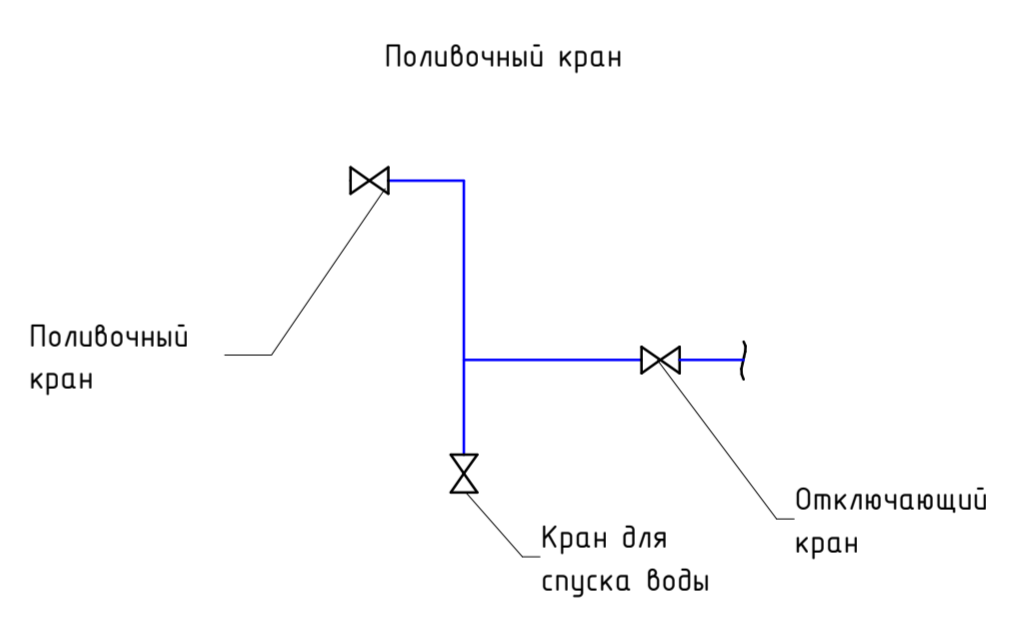 Поливочный кран
Поливочный
кран
Отключающий
кран
Кран для
спуска воды